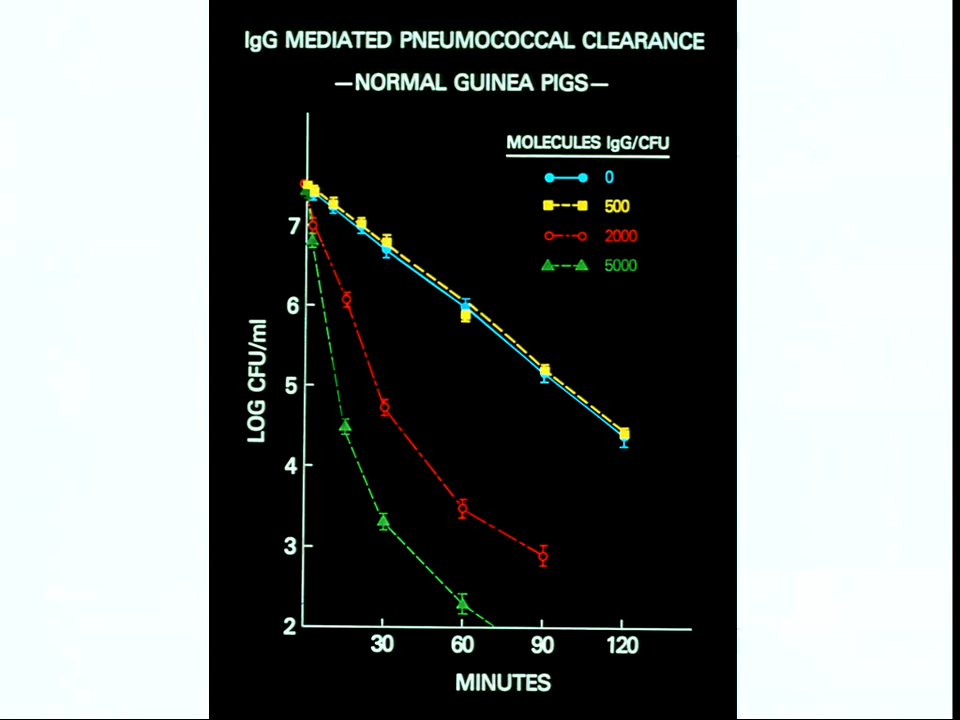 IgG MEDIATED PNEUMOCOCCAL CLEARANCE
—NORMAL GUINEA PIGS—
MOLECULES IgG/CFU
0
500
2000
5000
LOG CFU/ml
7
6
5
4
3
2
30 60 90 120
MINUTES